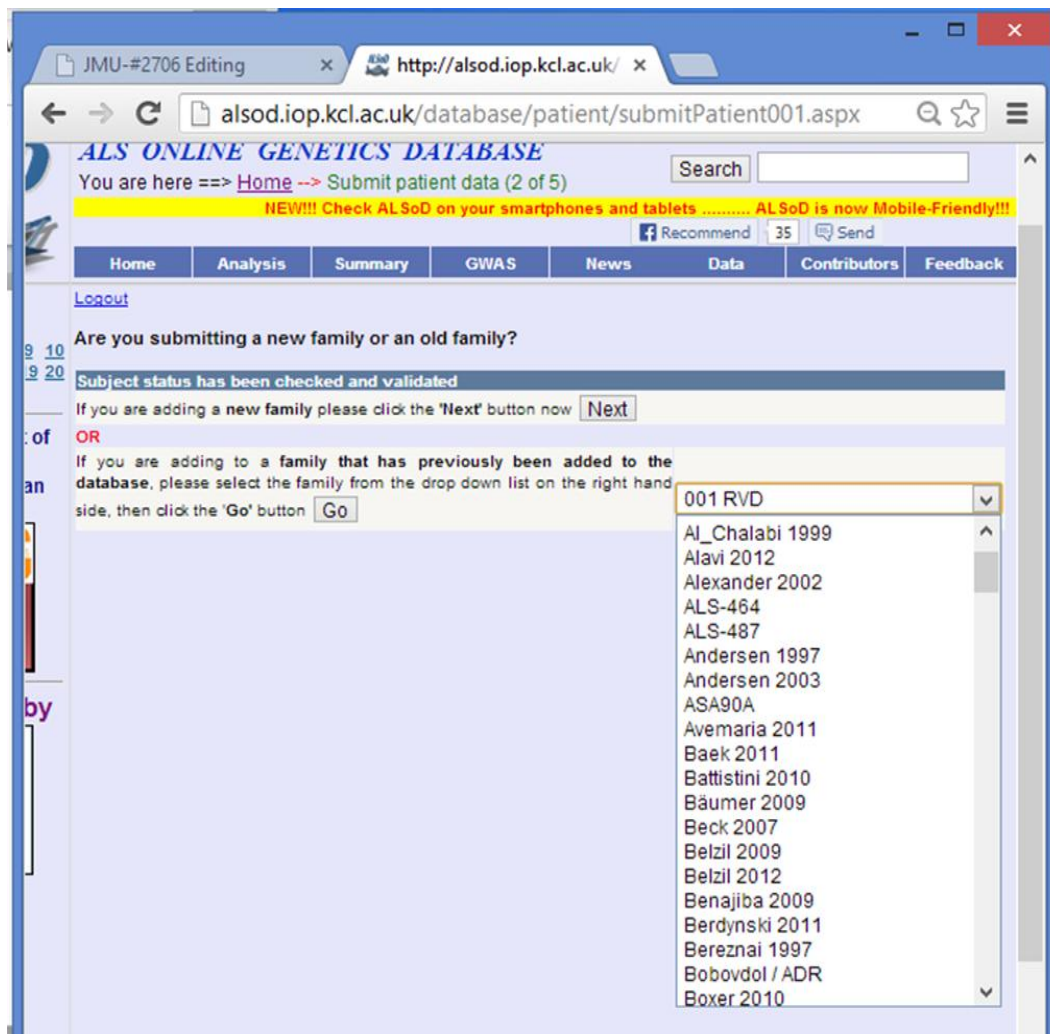 JMU-#2706 Editing
http://alsod.iop.kcl.ac.uk/
alsod.iop.kcl.ac.uk/database/patient/submitPatient001.aspx
ALS ONLINE GENETICS DATABASE
Search
You are here ==> Home --> Submit patient data (2 of 5)
NEW!!! Check ALSoD on your smartphones and tablets .......... ALSoD is now Mobile-Friendly!!!
Recommend 35 Send
Home Analysis Summary GWAS News Data Contributors Feedback
Logout
Are you submitting a new family or an old family?
9 10
19 20
Subject status has been checked and validated
If you are adding a new family please click the 'Next' button now Next
of
OR
If you are adding to a family that has previously been added to the
an
database, please select the family from the drop down list on the right hand
side, then click the 'Go' button Go
001 RVD
Al_Chalabi 1999
Alavi 2012
Alexander 2002
ALS-464
ALS-487
Andersen 1997
Andersen 2003
ASA90A
by
Avemaria 2011
Baek 2011
Battistini 2010
Bäumer 2009
Beck 2007
Belzil 2009
Belzil 2012
Benajiba 2009
Berdynski 2011
Bereznai 1997
Bobovdol / ADR
Boxer 2010